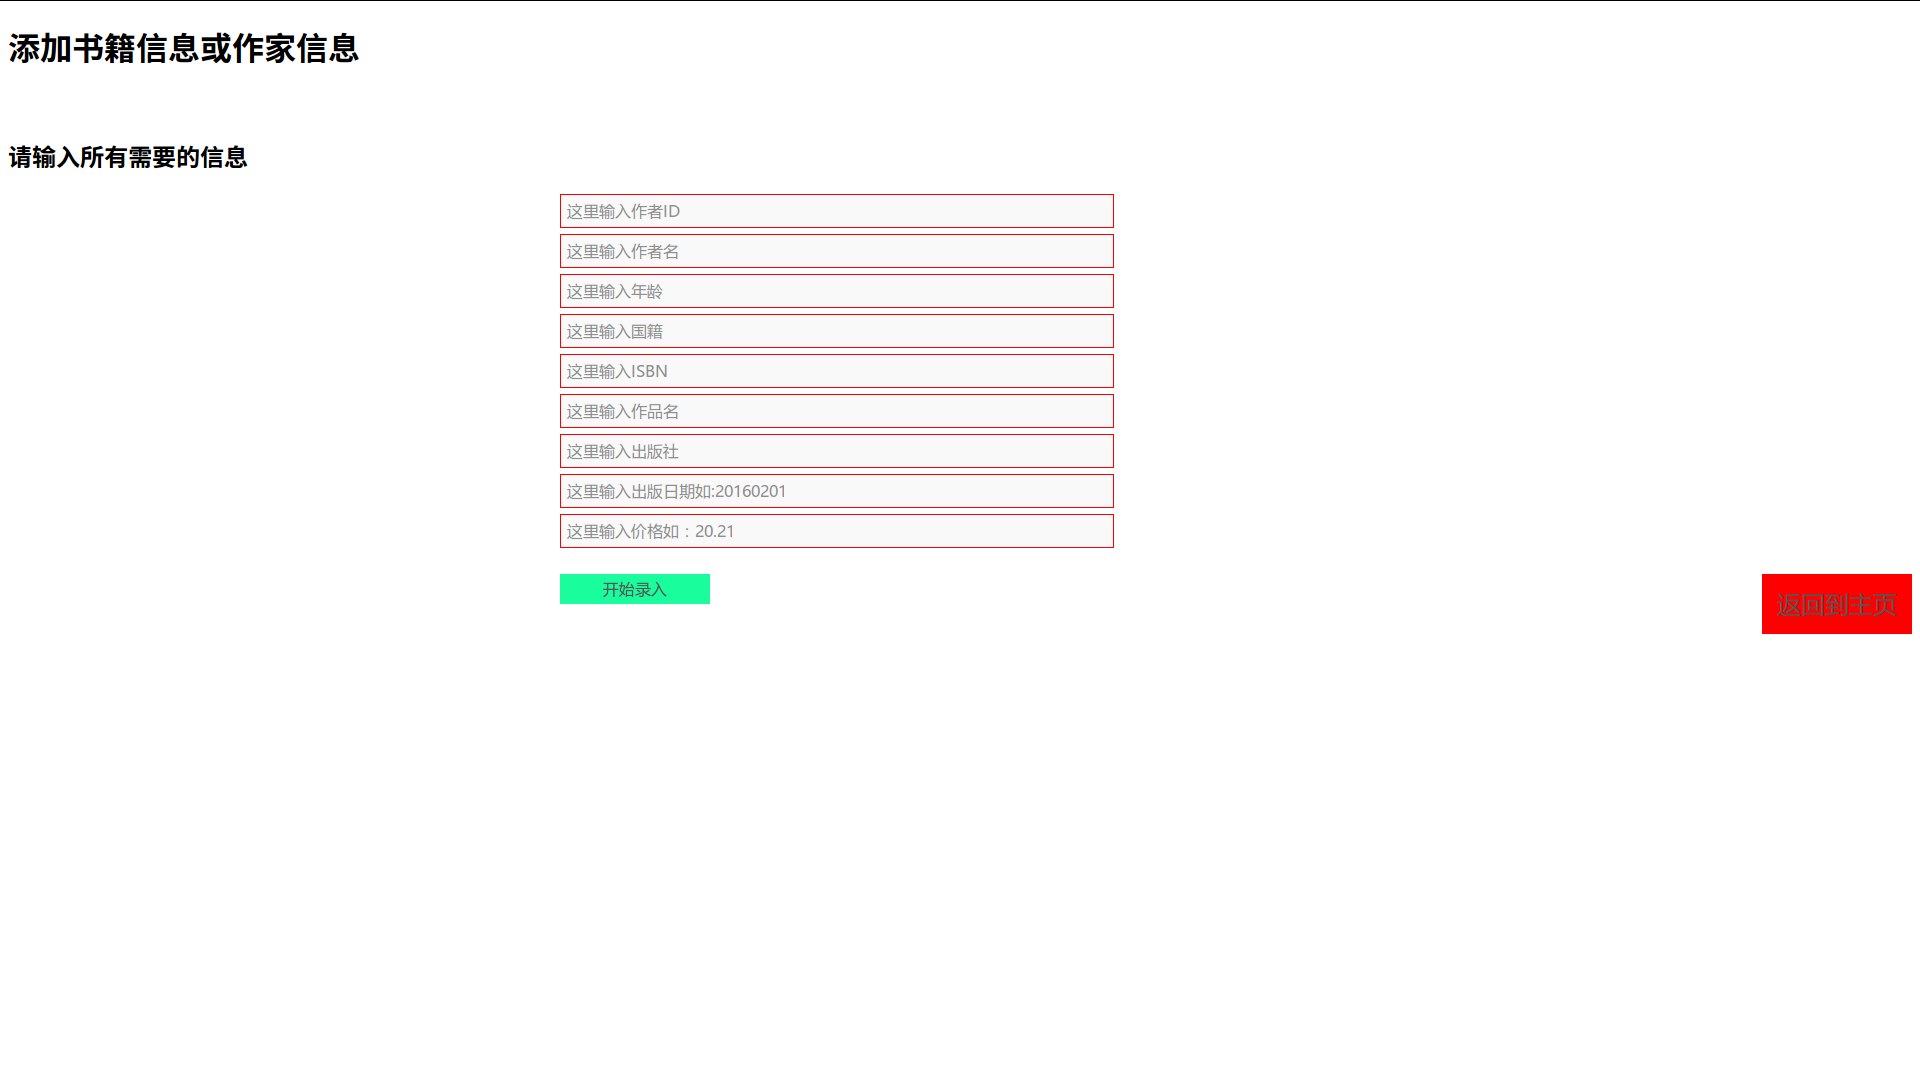 添加书籍信息或作家信息
请输入所有需要的信息
这里输入作者ID
这里输入作者名
这里输入年龄
这里输入国籍
这里输入ISBN
这里输入作品名
这里输入出版社
这里输入出版日期如:20160201
这里输入价格如：20.21
开始录入
返回到主页